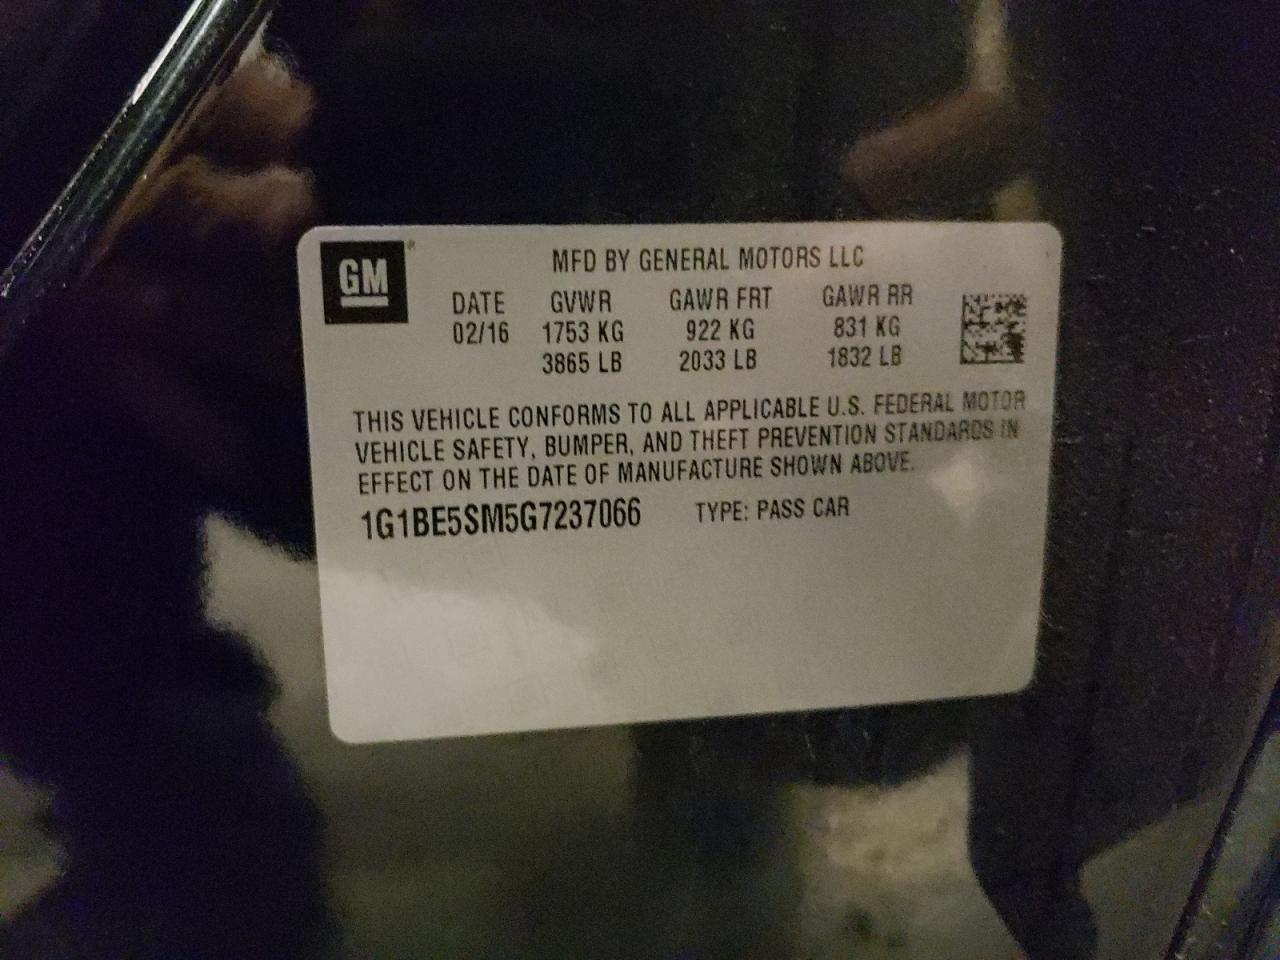 GM®
MFD BY GENERAL MOTORS LLC
DATE GVWR GAWR FRT GAWR RR
02/16 1753 KG 922 KG 831 KG
3865 LB 2033 LB 1832 LB
THIS VEHICLE CONFORMS TO ALL APPLICABLE U.S. FEDERAL MOTOR
VEHICLE SAFETY, BUMPER, AND THEFT PREVENTION STANDARDS IN
EFFECT ON THE DATE OF MANUFACTURE SHOWN ABOVE.
1G1BE5SM5G7237066 TYPE: PASS CAR